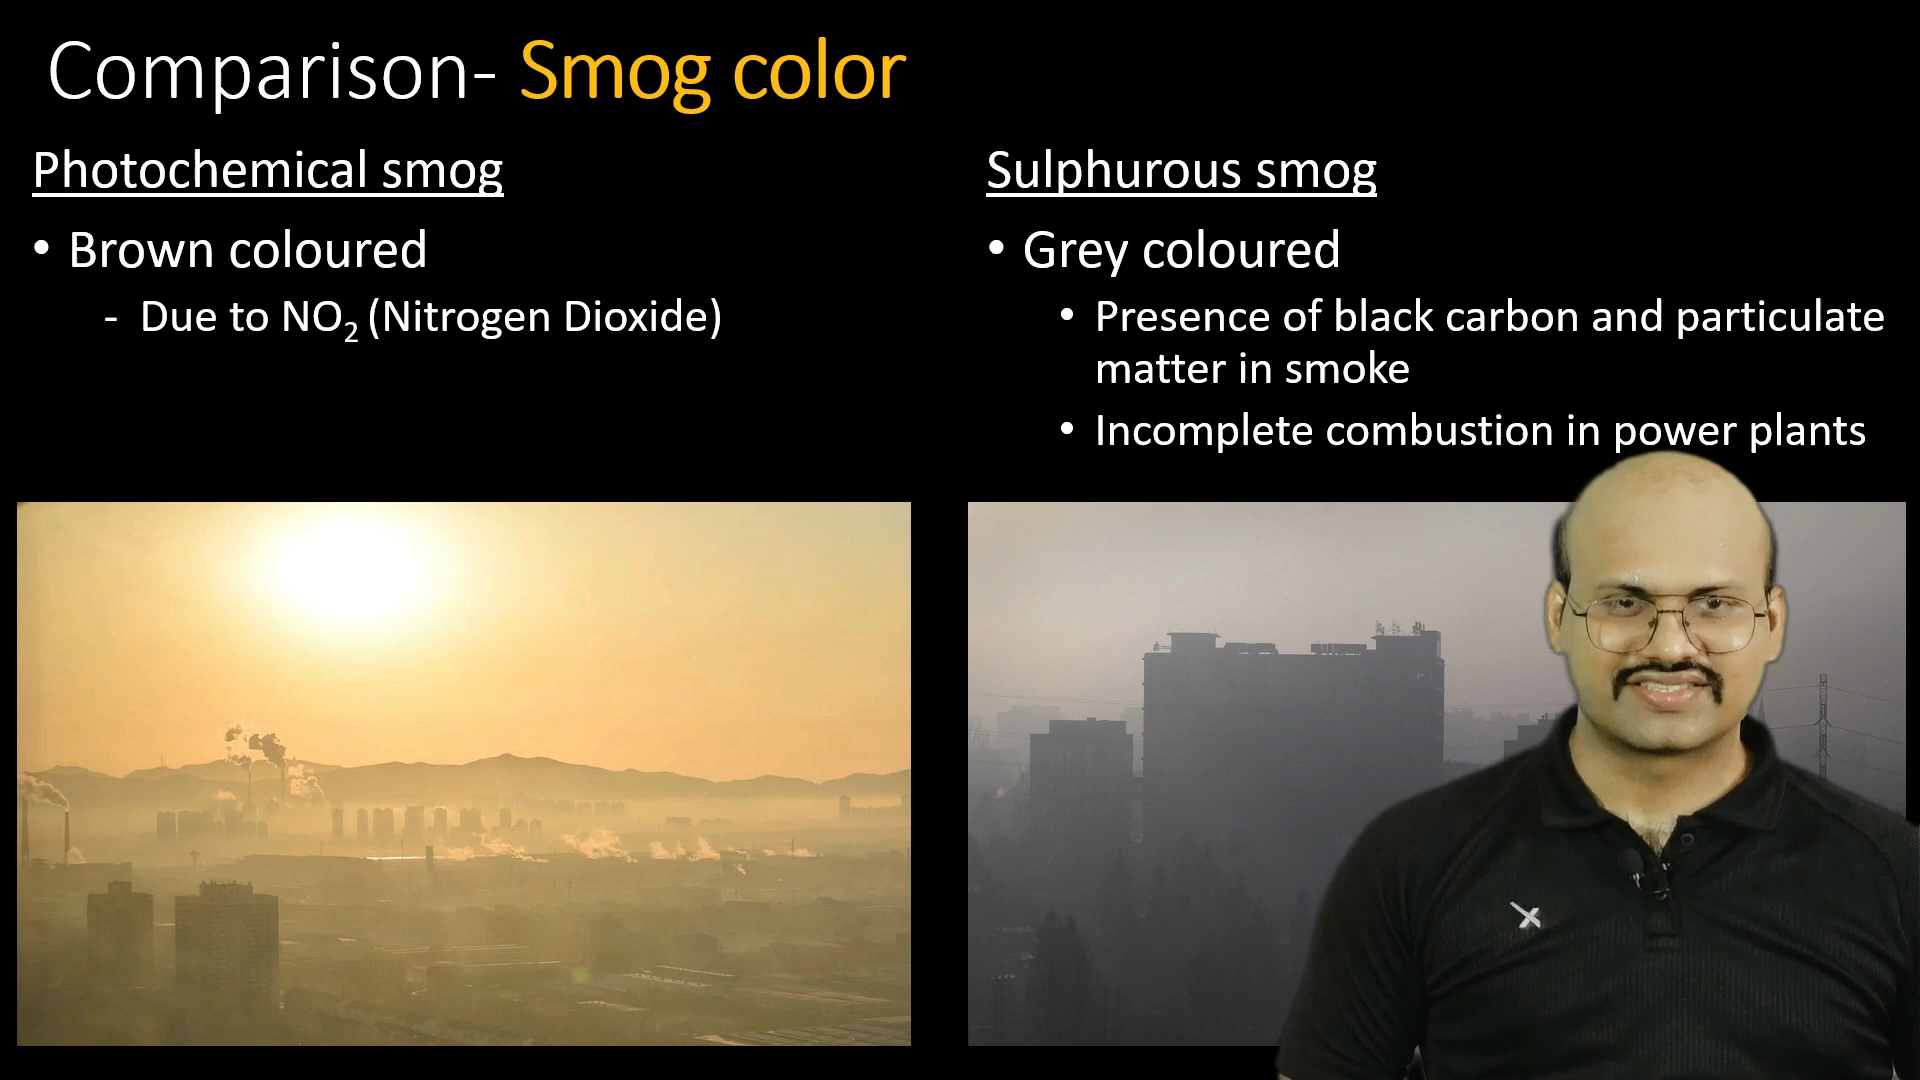 Comparison- Smog color
Photochemical smog
• Brown coloured
- Due to NO₂ (Nitrogen Dioxide)
Sulphurous smog
• Grey coloured
• Presence of black carbon and particulate
matter in smoke
• Incomplete combustion in power plants